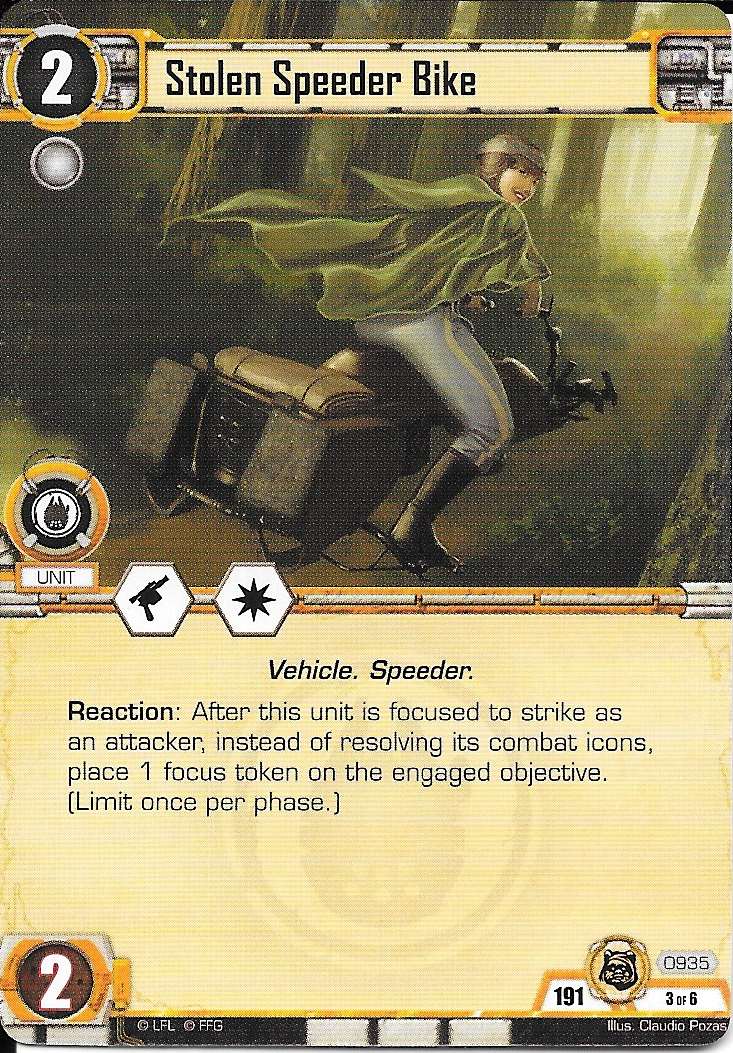 2
Stolen Speeder Bike
UNIT
Vehicle. Speeder.
Reaction: After this unit is focused to strike as
an attacker, instead of resolving its combat icons,
place 1 focus token on the engaged objective.
(Limit once per phase.)
2
0935
191
3 OF 6
© LFL © FFG
Illus. Claudio Pozas